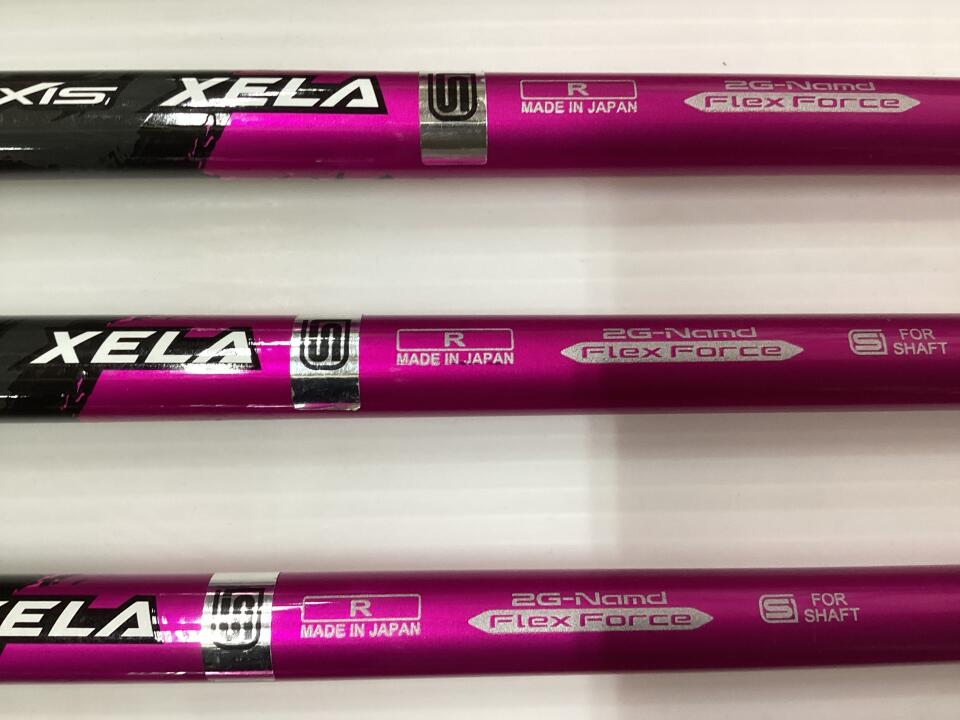 XIS XELA R 2G-Namd
MADE IN JAPAN Flex Force
XELA R 2G-Namd FOR
MADE IN JAPAN Flex Force SHAFT
XELA R 2G-Namd FOR
MADE IN JAPAN Flex Force SHAFT